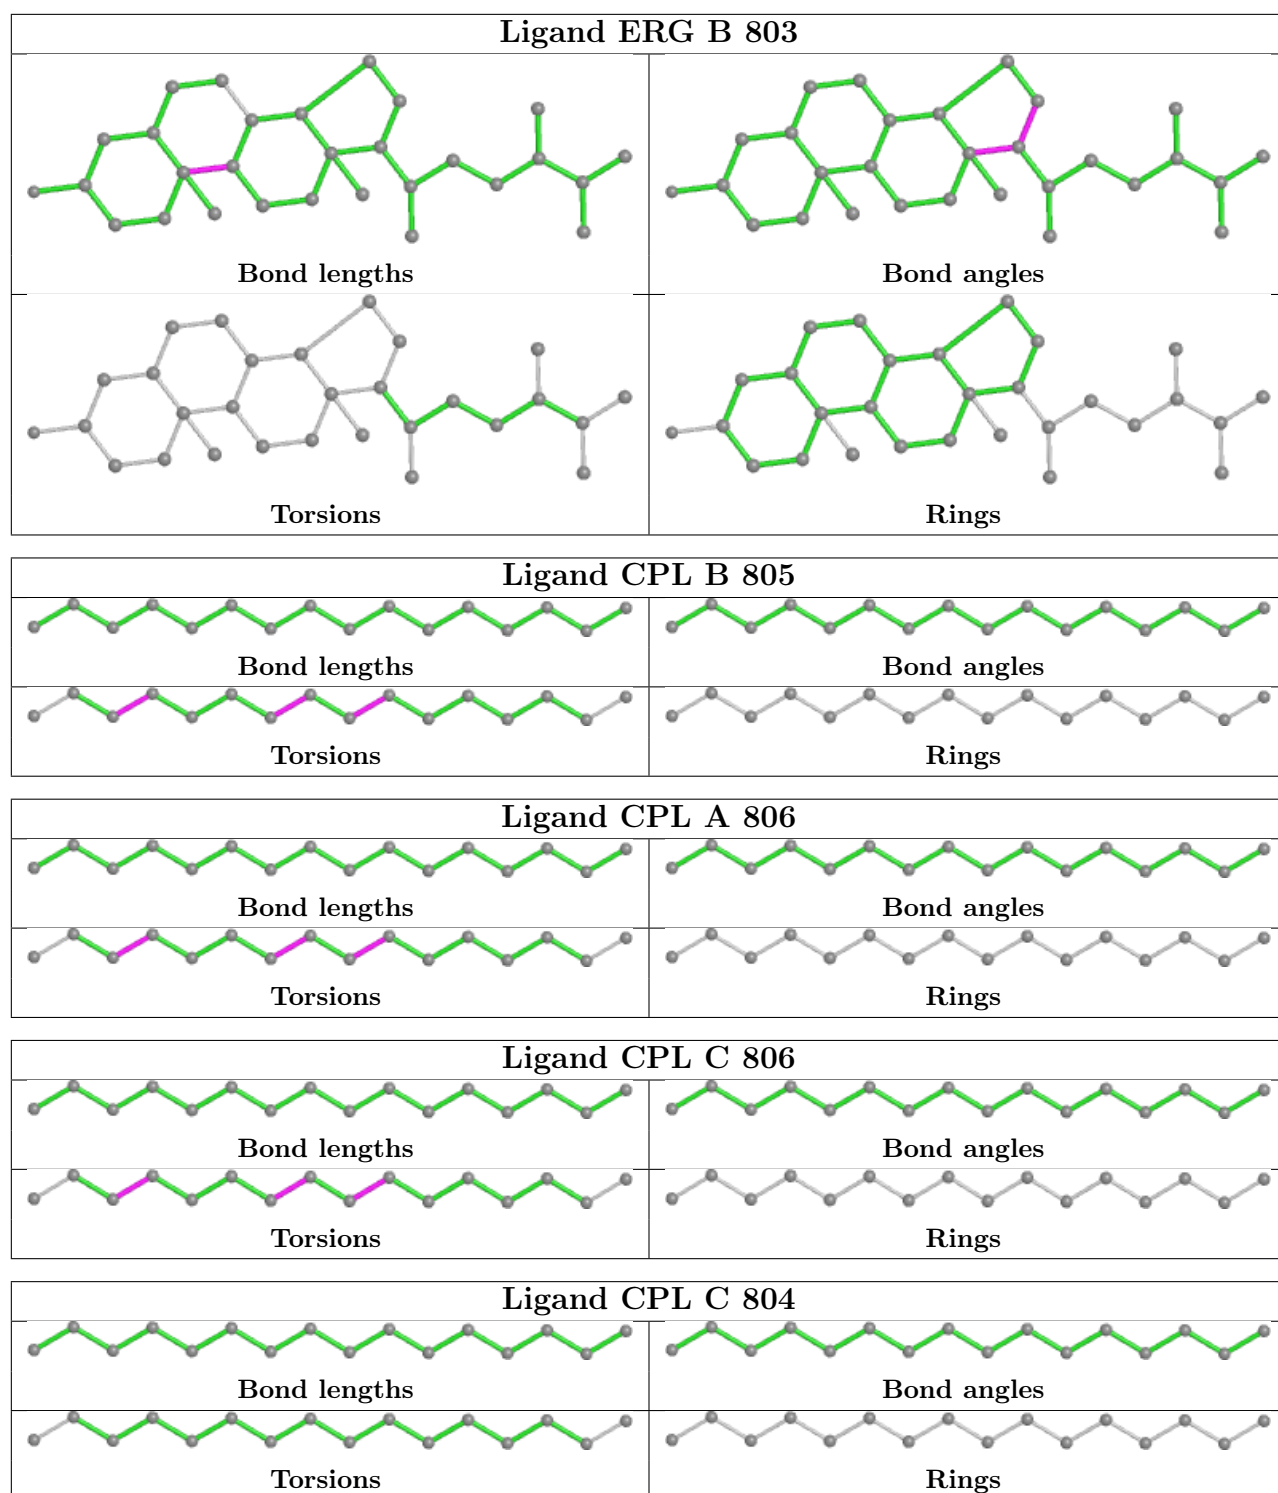 Ligand ERG B 803
Bond lengths
Bond angles
Torsions
Rings
Ligand CPL B 805
Bond lengths
Bond angles
Torsions
Rings
Ligand CPL A 806
Bond lengths
Bond angles
Torsions
Rings
Ligand CPL C 806
Bond lengths
Bond angles
Torsions
Rings
Ligand CPL C 804
Bond lengths
Bond angles
Torsions
Rings